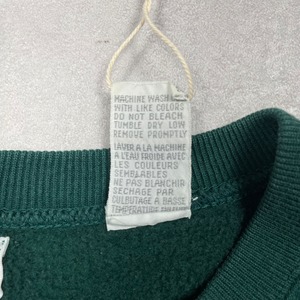 MACHINE WASH
WITH LIKE COLORS
DO NOT BLEACH
TUMBLE DRY LOW
REMOVE PROMPTLY
LAVER A LA MACHINE
A L'EAU FROIDE AVEC
LES COULEURS
SEMBLABLES
NE PAS BLANCHIR
SECHAGE PAR
CULBUTAGE A BASSE
TEMPERATURE